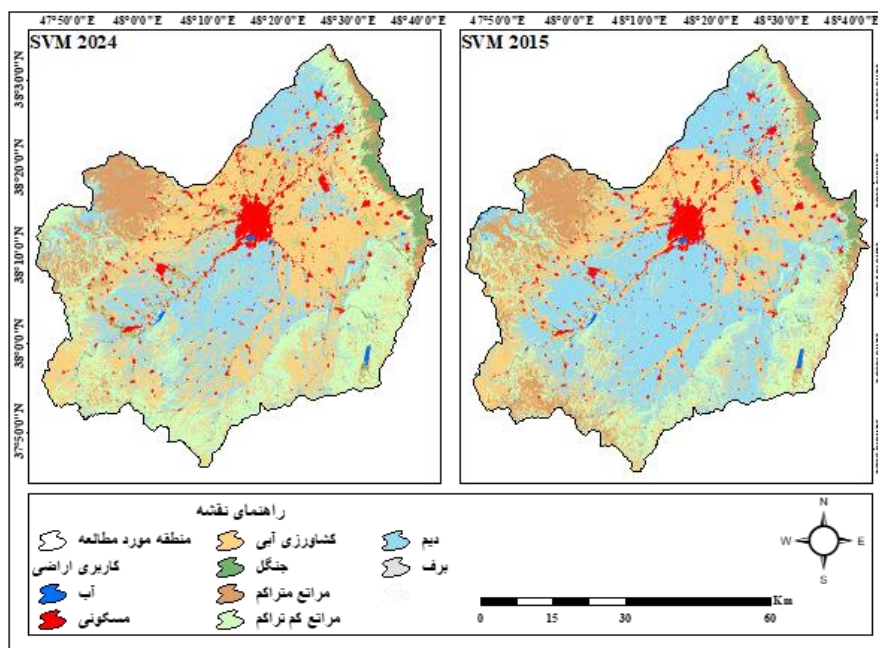 47°50'0"E 48°0'0"E 48°10'0"E 48°20'0"E 48°30'0"E 48°40'0"E
47°50'0"E 48°0'0"E 48°10'0"E 48°20'0"E 48°30'0"E 48°40'0"E
SVM 2024
SVM 2015
38°30'0"N
38°20'0"N
38°10'0"N
38°0'0"N
37°50'0"N
راهنمای نقشه
منطقه مورد مطالعه
کشاورزی آبی
دیم
کاربری اراضی
جنگل
برف
آب
مراتع متراکم
مسکونی
مراتع کم تراکم
N
W E
S
Km
0 15 30 60